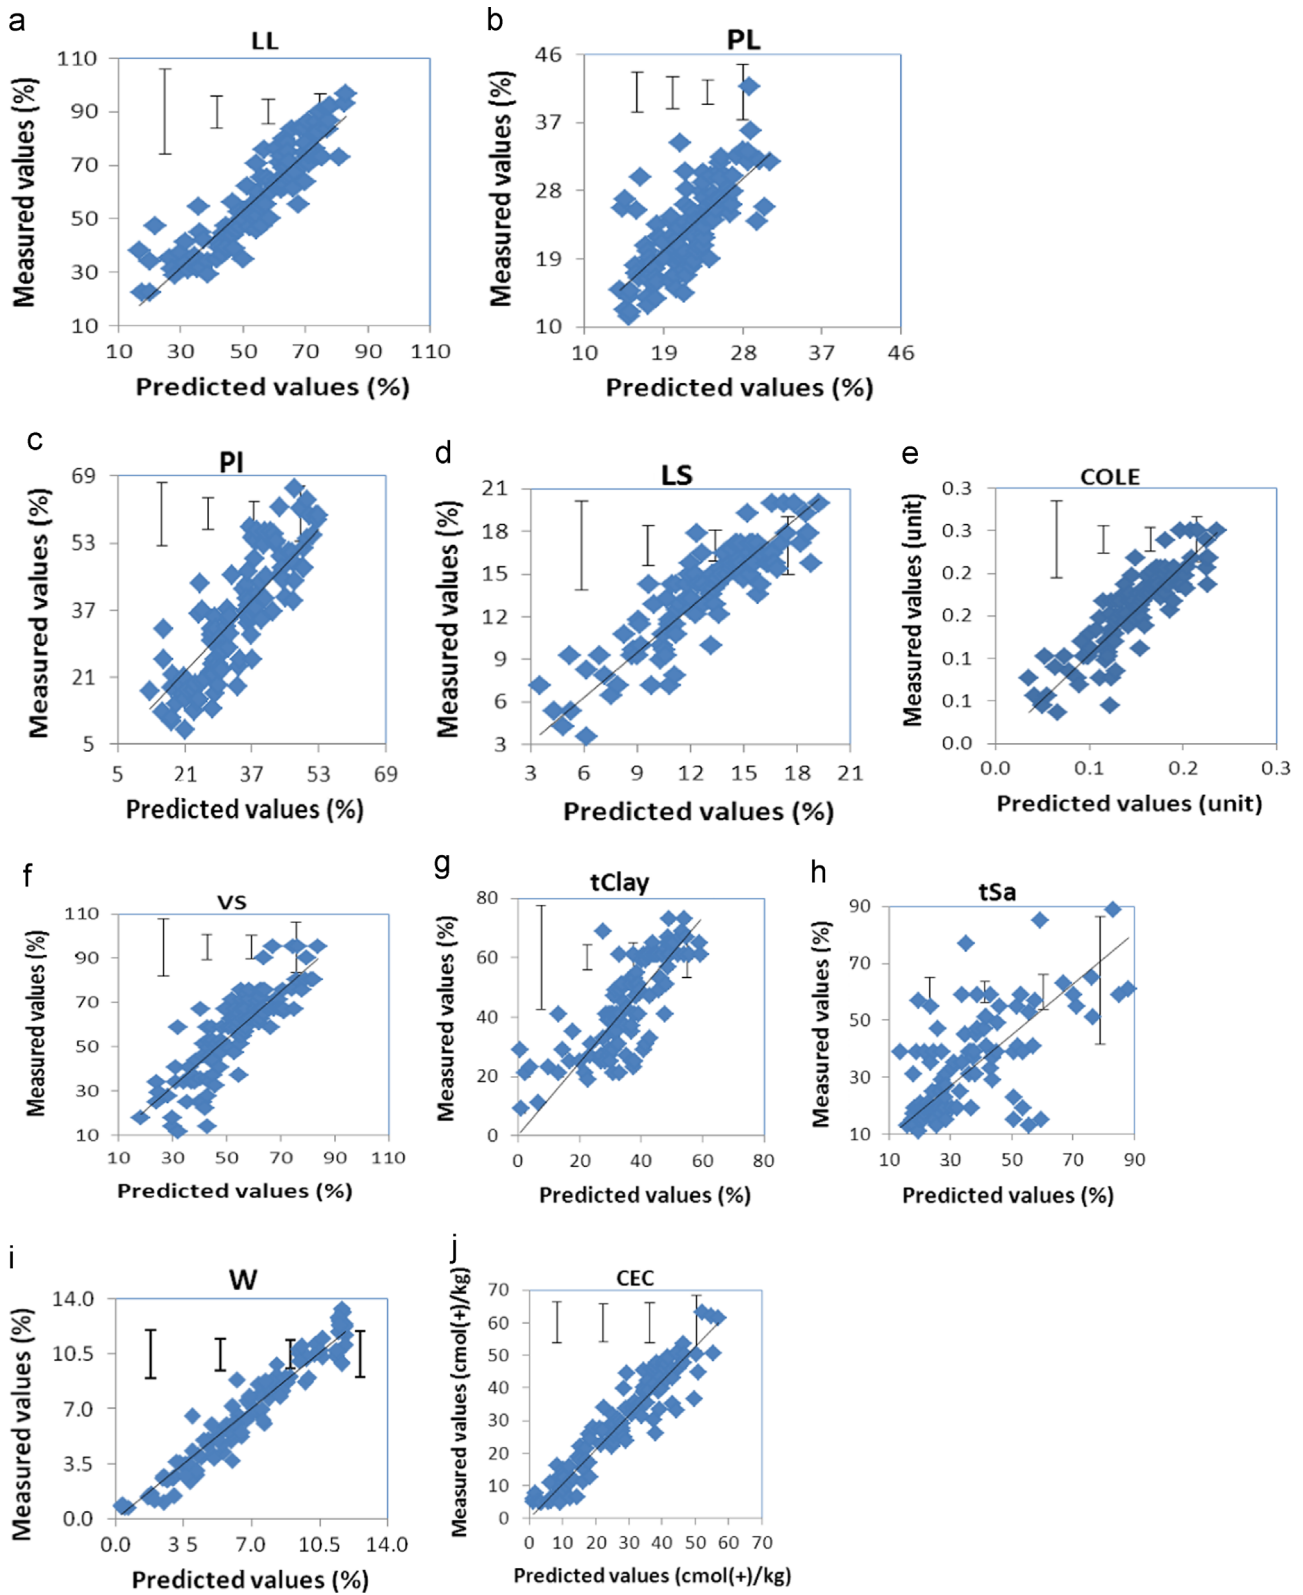 a
LL
Measured values (%)
110
90
70
50
30
10
10 30 50 70 90 110
Predicted values (%)
b
PL
Measured values (%)
46
37
28
19
10
10 19 28 37 46
Predicted values (%)
c
PI
Measured values (%)
69
53
37
21
5
5 21 37 53 69
Predicted values (%)
d
LS
Measured values (%)
21
18
15
12
9
6
3
3 6 9 12 15 18 21
Predicted values (%)
e
COLE
Measured values (unit)
0.3
0.3
0.2
0.2
0.1
0.1
0.0
0.0 0.1 0.2 0.3
Predicted values (unit)
f
VS
Measured values (%)
110
90
70
50
30
10
10 30 50 70 90 110
Predicted values (%)
g
tClay
Measured values (%)
80
60
40
20
0
0 20 40 60 80
Predicted values (%)
h
tSa
Measured values (%)
90
70
50
30
10
10 30 50 70 90
Predicted values (%)
i
W
Measured values (%)
14.0
10.5
7.0
3.5
0.0
0.0 3 5 7.0 10.5 14.0
Predicted values (%)
j
CEC
Measured values (cmol(+)/kg)
70
60
50
40
30
20
10
0
0 10 20 30 40 50 60 70
Predicted values (cmol(+)/kg)